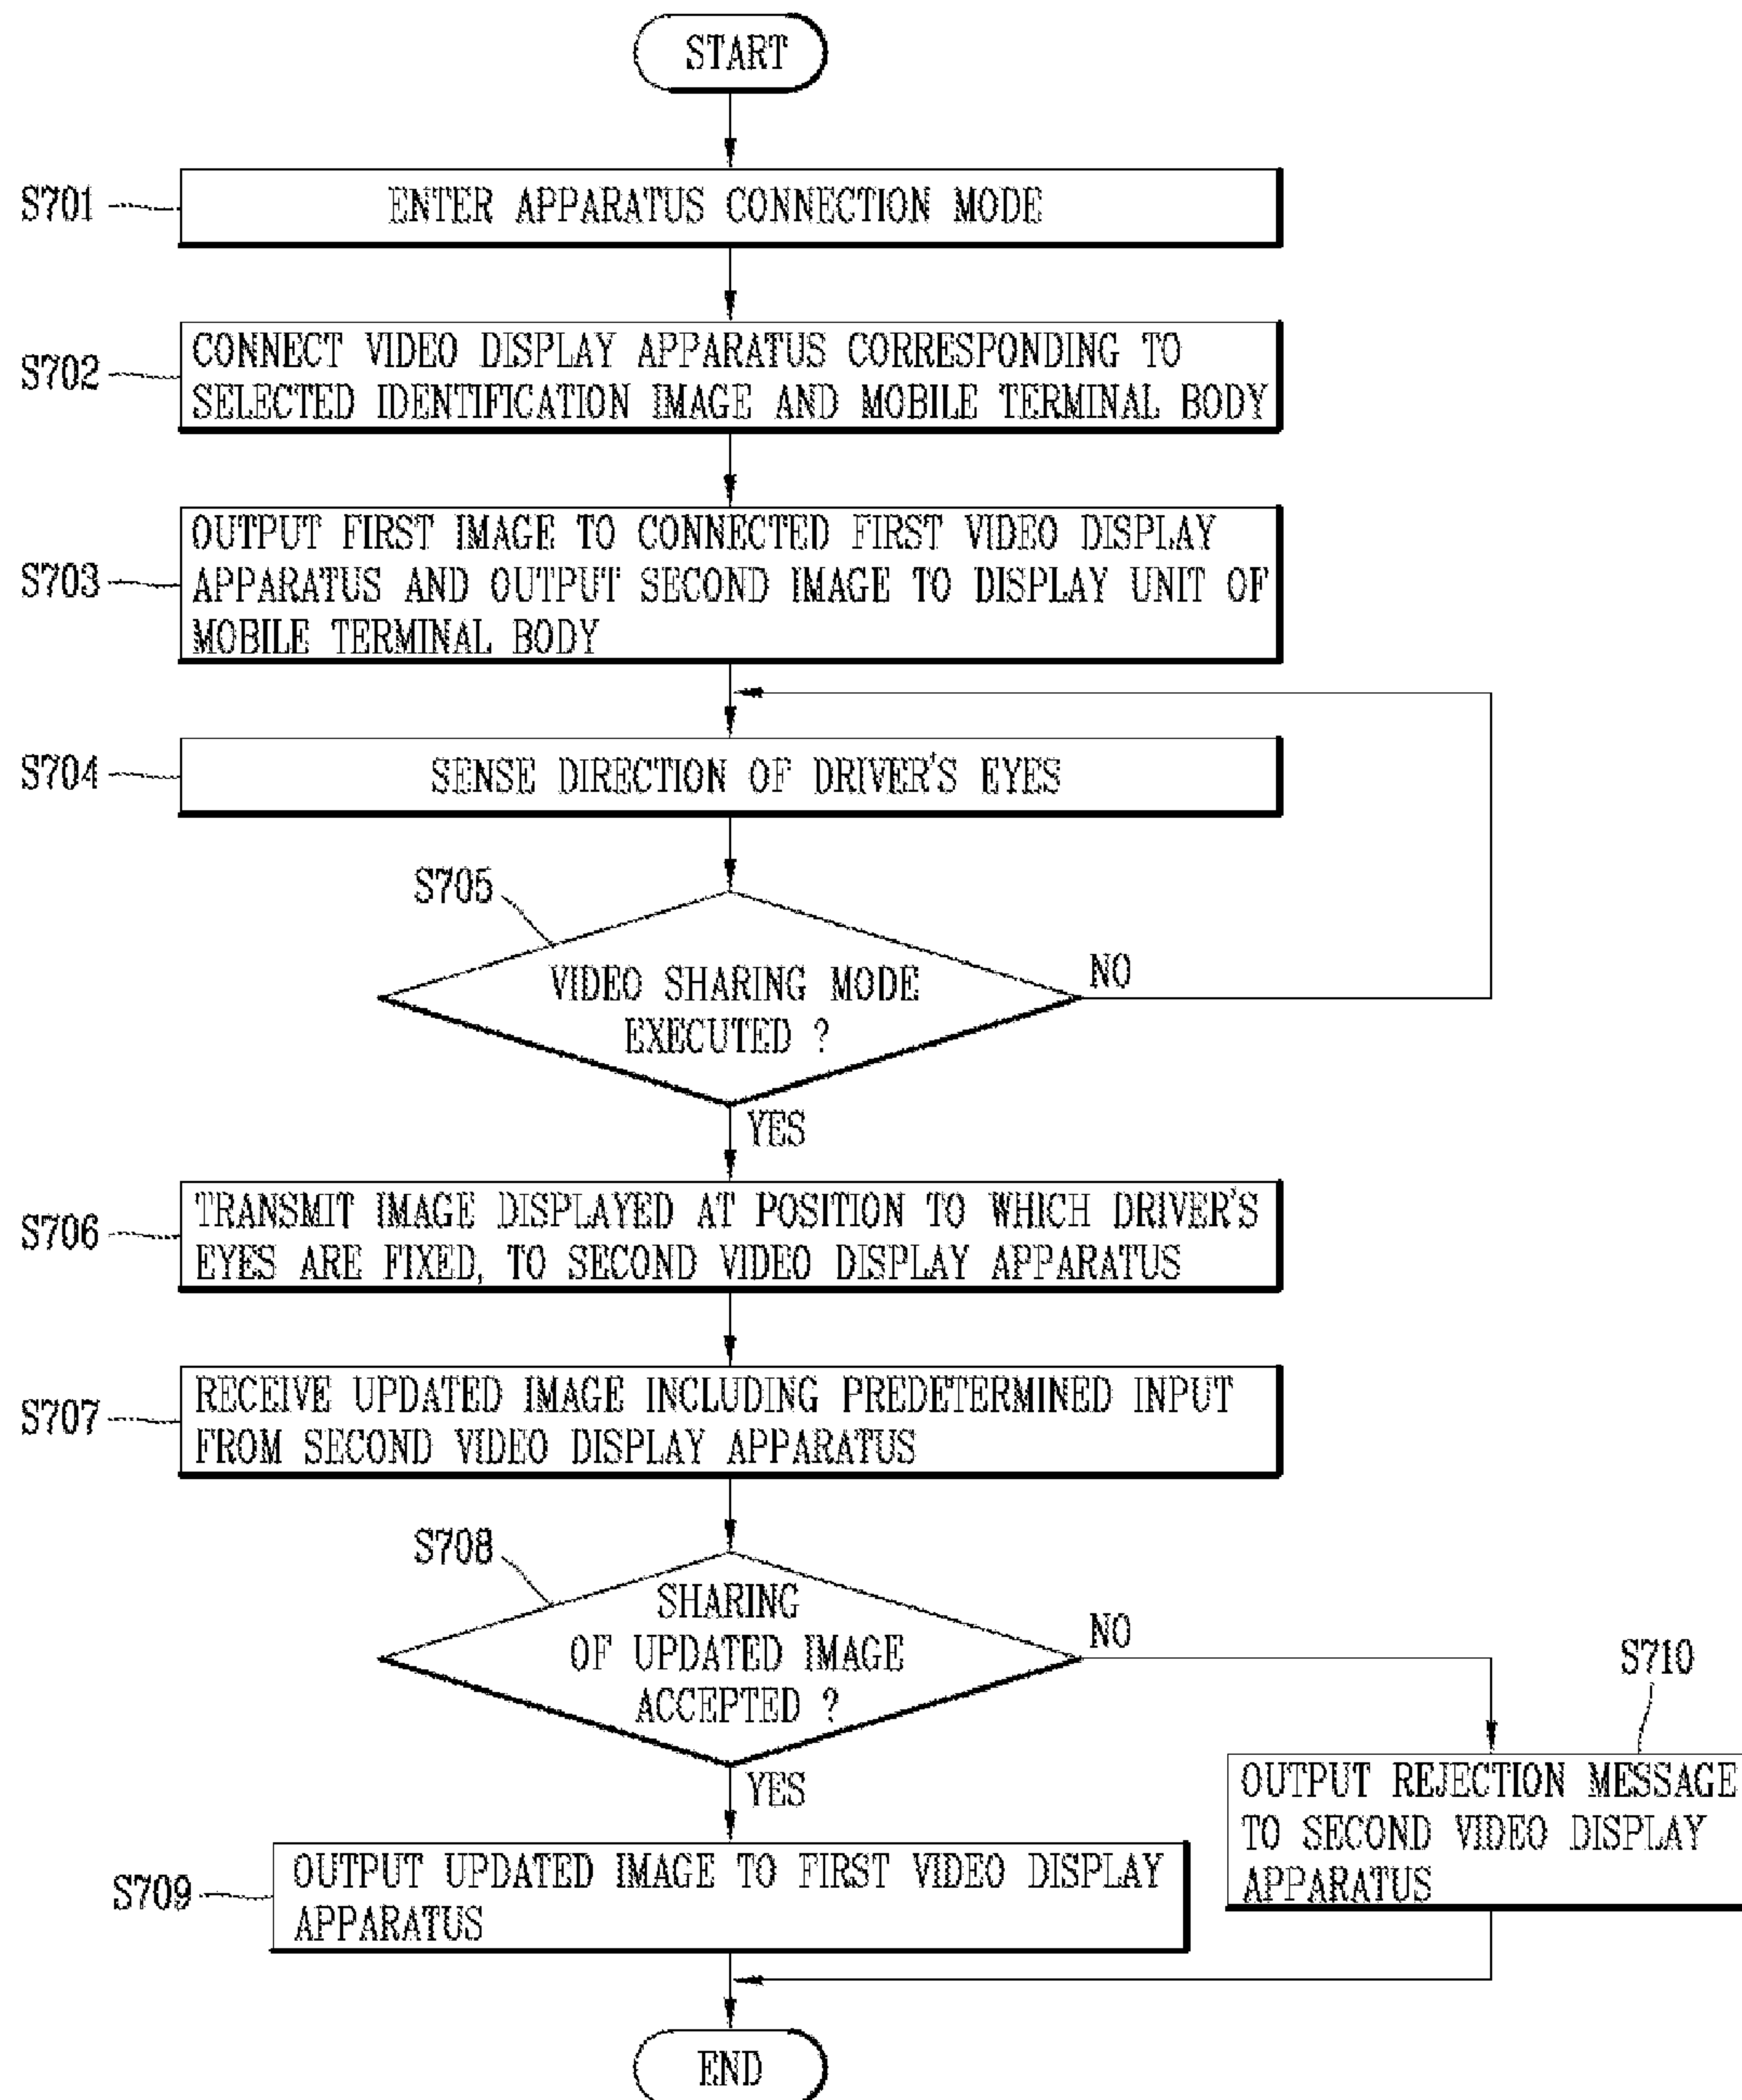 START
S701
ENTER APPARATUS CONNECTION MODE
S702
CONNECT VIDEO DISPLAY APPARATUS CORRESPONDING TO
SELECTED IDENTIFICATION IMAGE AND MOBILE TERMINAL BODY
S703
OUTPUT FIRST IMAGE TO CONNECTED FIRST VIDEO DISPLAY
APPARATUS AND OUTPUT SECOND IMAGE TO DISPLAY UNIT OF
MOBILE TERMINAL BODY
S704
SENSE DIRECTION OF DRIVER'S EYES
S705
VIDEO SHARING MODE
EXECUTED ?
NO
YES
S706
TRANSMIT IMAGE DISPLAYED AT POSITION TO WHICH DRIVER'S
EYES ARE FIXED, TO SECOND VIDEO DISPLAY APPARATUS
S707
RECEIVE UPDATED IMAGE INCLUDING PREDETERMINED INPUT
FROM SECOND VIDEO DISPLAY APPARATUS
S708
SHARING
OF UPDATED IMAGE
ACCEPTED ?
NO
YES
S710
OUTPUT REJECTION MESSAGE
TO SECOND VIDEO DISPLAY
APPARATUS
S709
OUTPUT UPDATED IMAGE TO FIRST VIDEO DISPLAY
APPARATUS
END